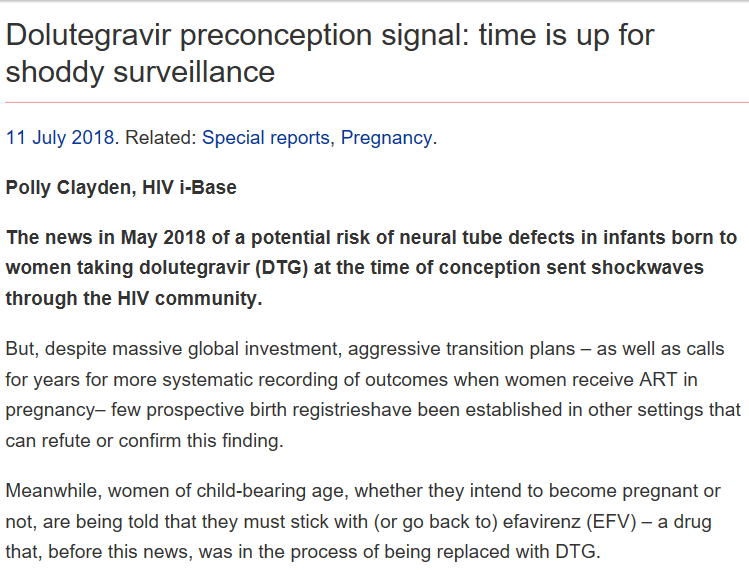 Dolutegravir preconception signal: time is up for
shoddy surveillance
11 July 2018. Related: Special reports, Pregnancy.
Polly Clayden, HIV i-Base
The news in May 2018 of a potential risk of neural tube defects in infants born to
women taking dolutegravir (DTG) at the time of conception sent shockwaves
through the HIV community.
But, despite massive global investment, aggressive transition plans – as well as calls
for years for more systematic recording of outcomes when women receive ART in
pregnancy– few prospective birth registrieshave been established in other settings that
can refute or confirm this finding.
Meanwhile, women of child-bearing age, whether they intend to become pregnant or
not, are being told that they must stick with (or go back to) efavirenz (EFV) – a drug
that, before this news, was in the process of being replaced with DTG.